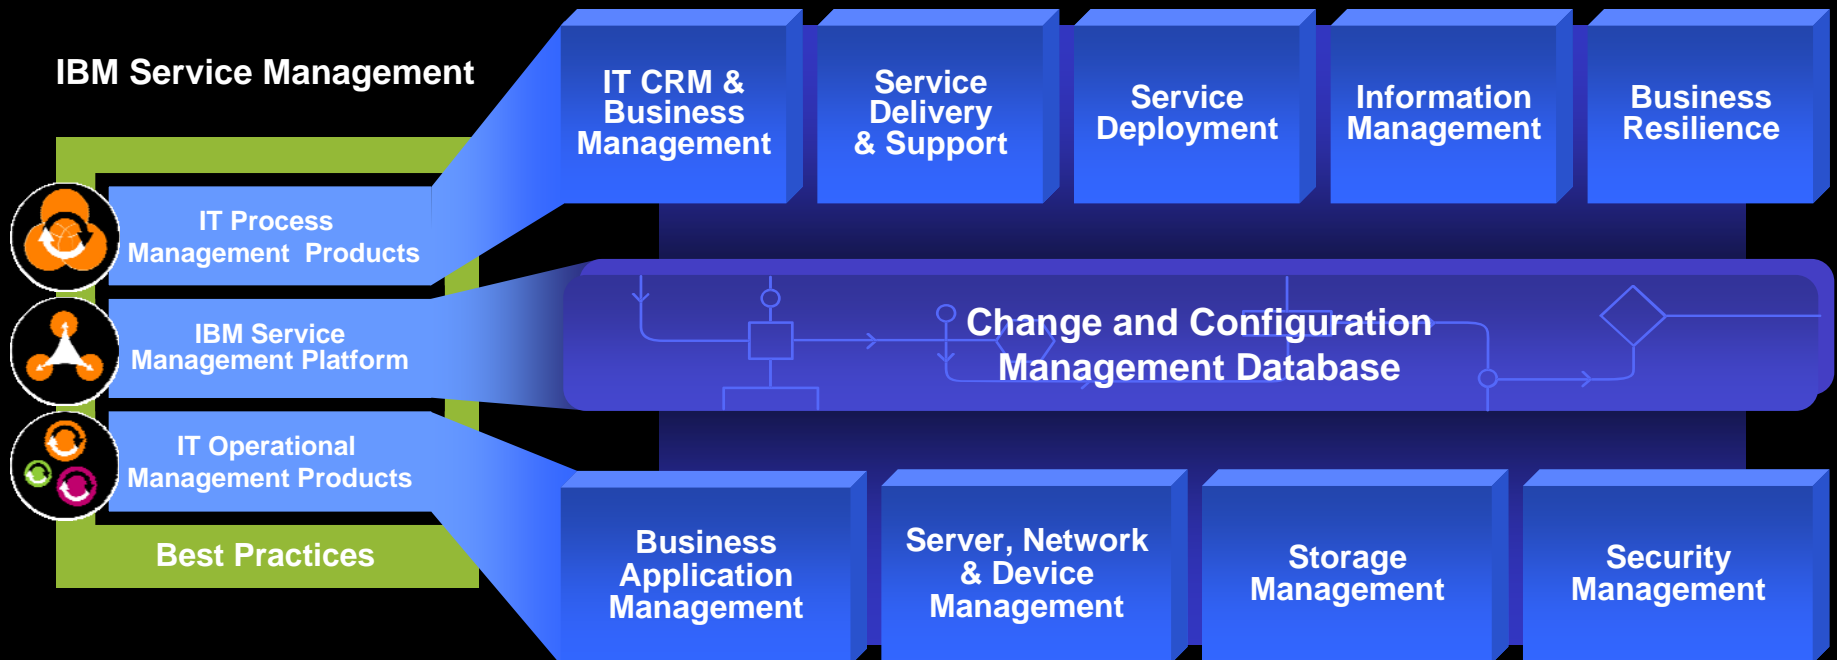 IBM Service Management
IT Process
Management Products
IBM Service
Management Platform
IT Operational
Management Products
Best Practices
IT CRM &
Business
Management
Service
Delivery
& Support
Service
Deployment
Information
Management
Business
Resilience
Change and Configuration
Management Database
Business
Application
Management
Server, Network
& Device
Management
Storage
Management
Security
Management